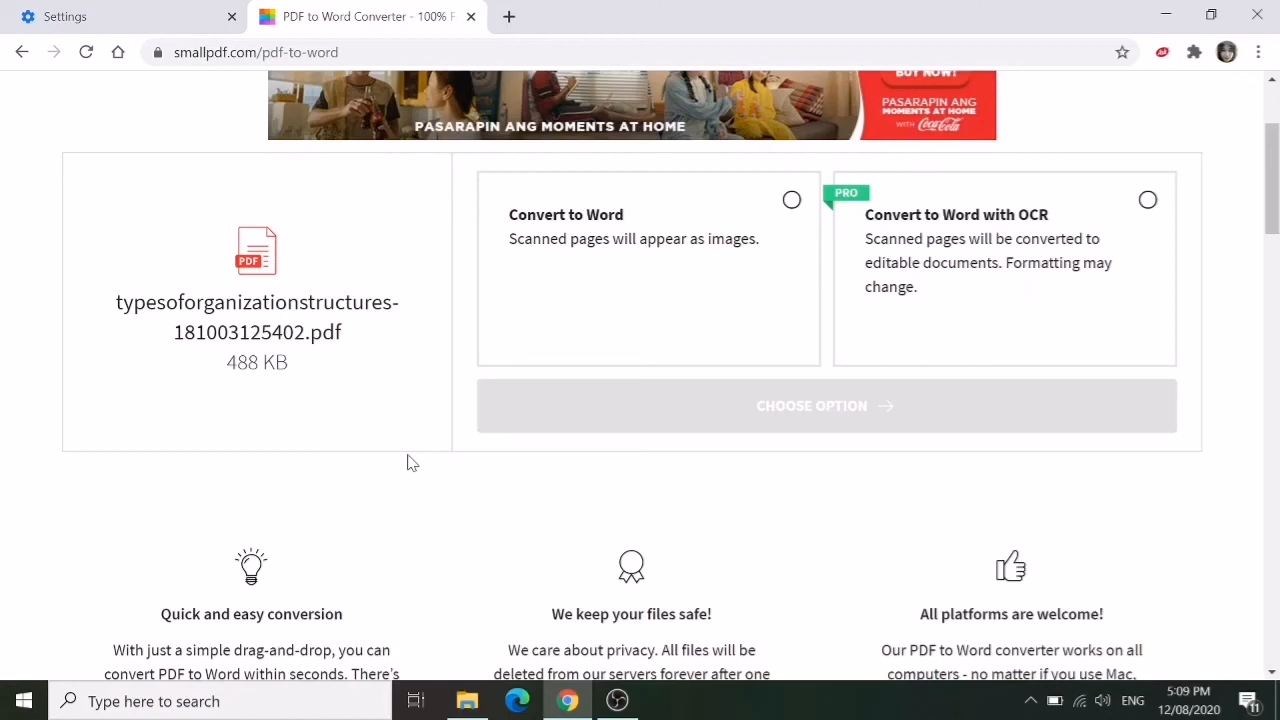 Settings
PDF to Word Converter - 100% F
smallpdf.com/pdf-to-word
BUY NOW!
PASARAPIN ANG
MOMENTS AT HOME
WITH Coca-Cola
PASARAPIN ANG MOMENTS AT HOME
PDF
typesoforganizationstructures-
181003125402.pdf
488 KB
Convert to Word
Scanned pages will appear as images.
PRO
Convert to Word with OCR
Scanned pages will be converted to
editable documents. Formatting may
change.
CHOOSE OPTION
Quick and easy conversion
With just a simple drag-and-drop, you can
convert PDF to Word within seconds. There's
We keep your files safe!
We care about privacy. All files will be
deleted from our servers forever after one
All platforms are welcome!
Our PDF to Word converter works on all
computers - no matter if you use Mac,
Type here to search
ENG
5:09 PM
12/08/2020
11